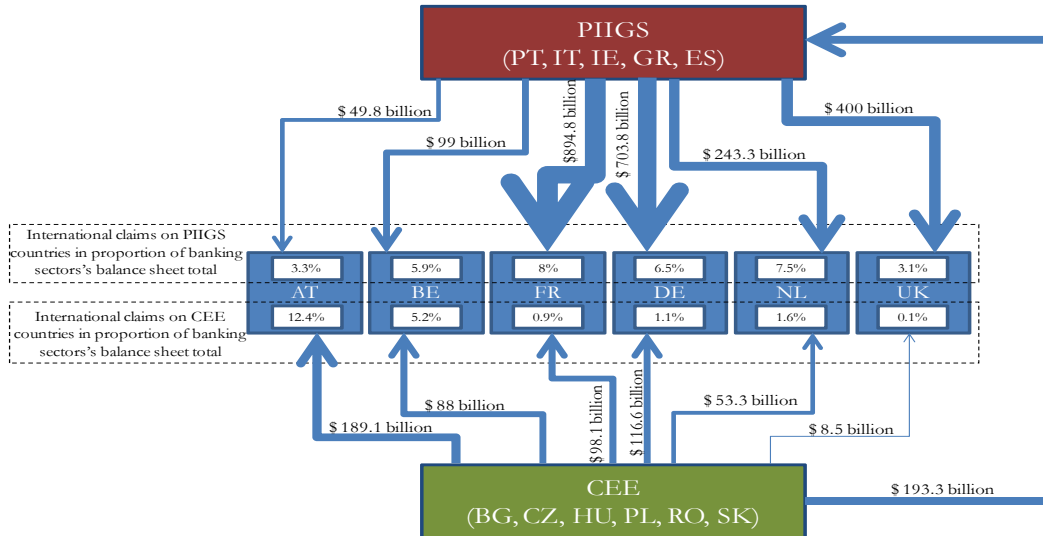 PIIGS
(PT, IT, IE, GR, ES)
$ 49.8 billion
$ 99 billion
$894.8 billion
$ 703.8 billion
$ 243.3 billion
$ 400 billion
International claims on PIIGS
countries in proportion of banking
sectors's balance sheet total
3.3%
5.9%
8%
6.5%
7.5%
3.1%
AT
BE
FR
DE
NL
UK
International claims on CEE
countries in proportion of banking
sectors's balance sheet total
12.4%
5.2%
0.9%
1.1%
1.6%
0.1%
$ 189.1 billion
$ 88 billion
$98.1 billion
$ 116.6 billion
$ 53.3 billion
$ 8.5 billion
CEE
(BG, CZ, HU, PL, RO, SK)
$ 193.3 billion